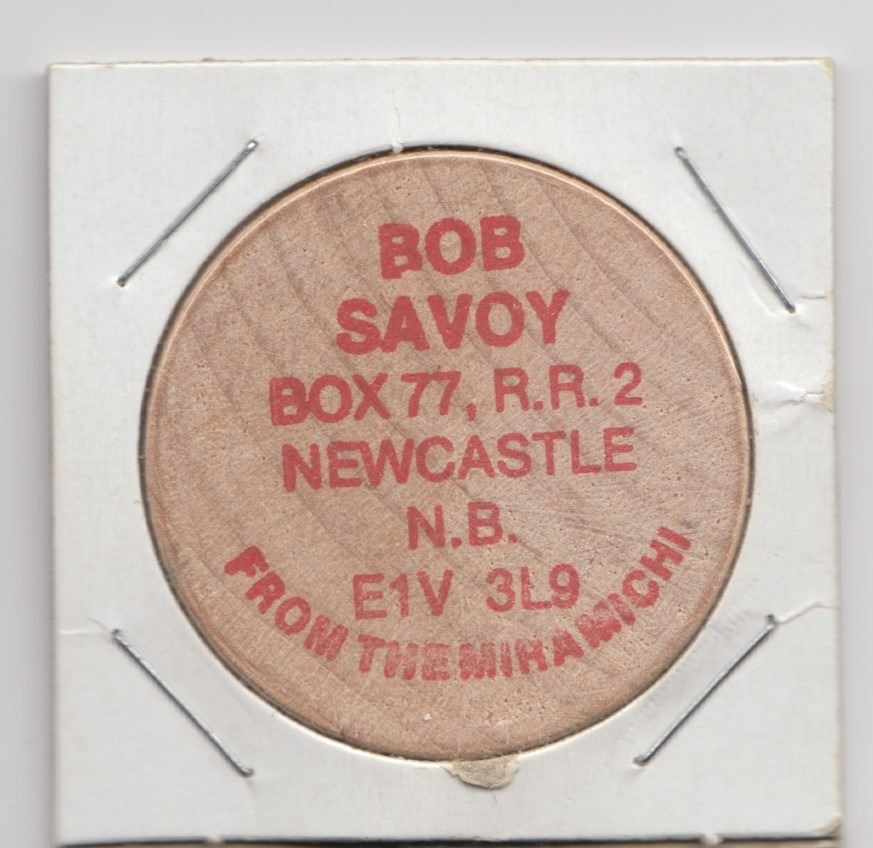 BOB
SAVOY
BOX 77, R.R. 2
NEWCASTLE
N.B.
E1V 3L9
FROM THE MIRAMICHI